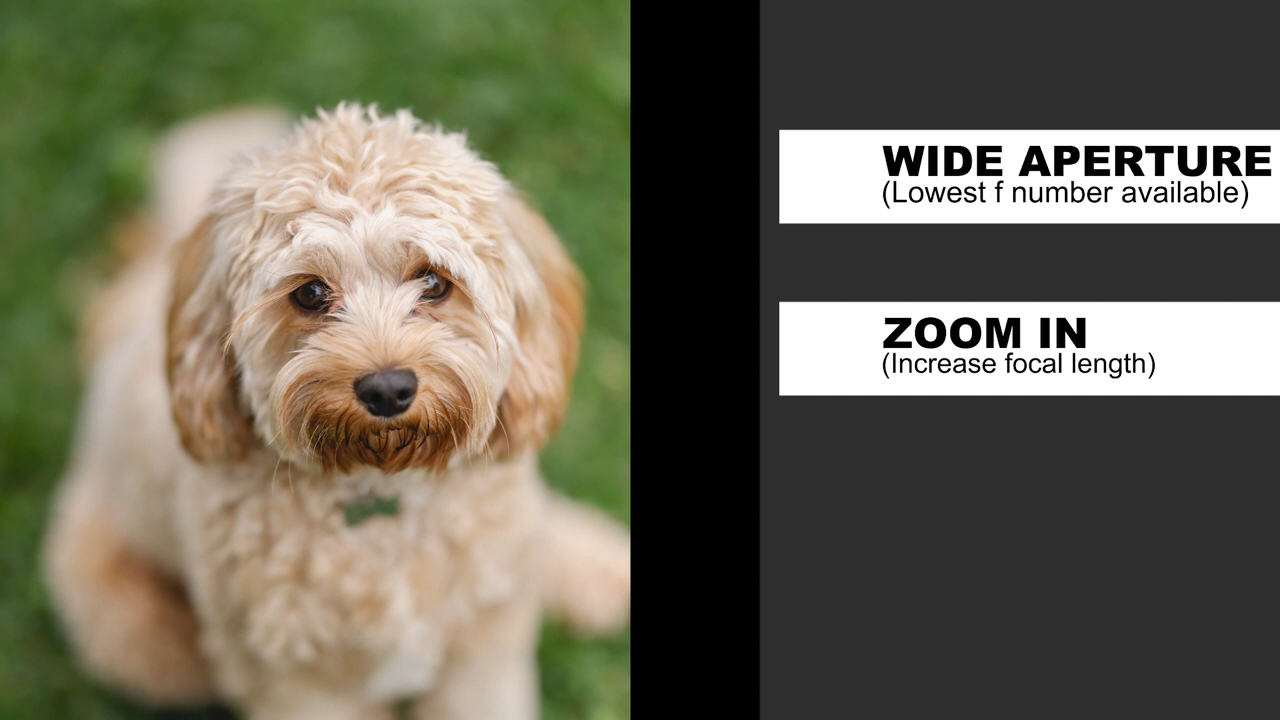 WIDE APERTURE
(Lowest f number available)
ZOOM IN
(Increase focal length)